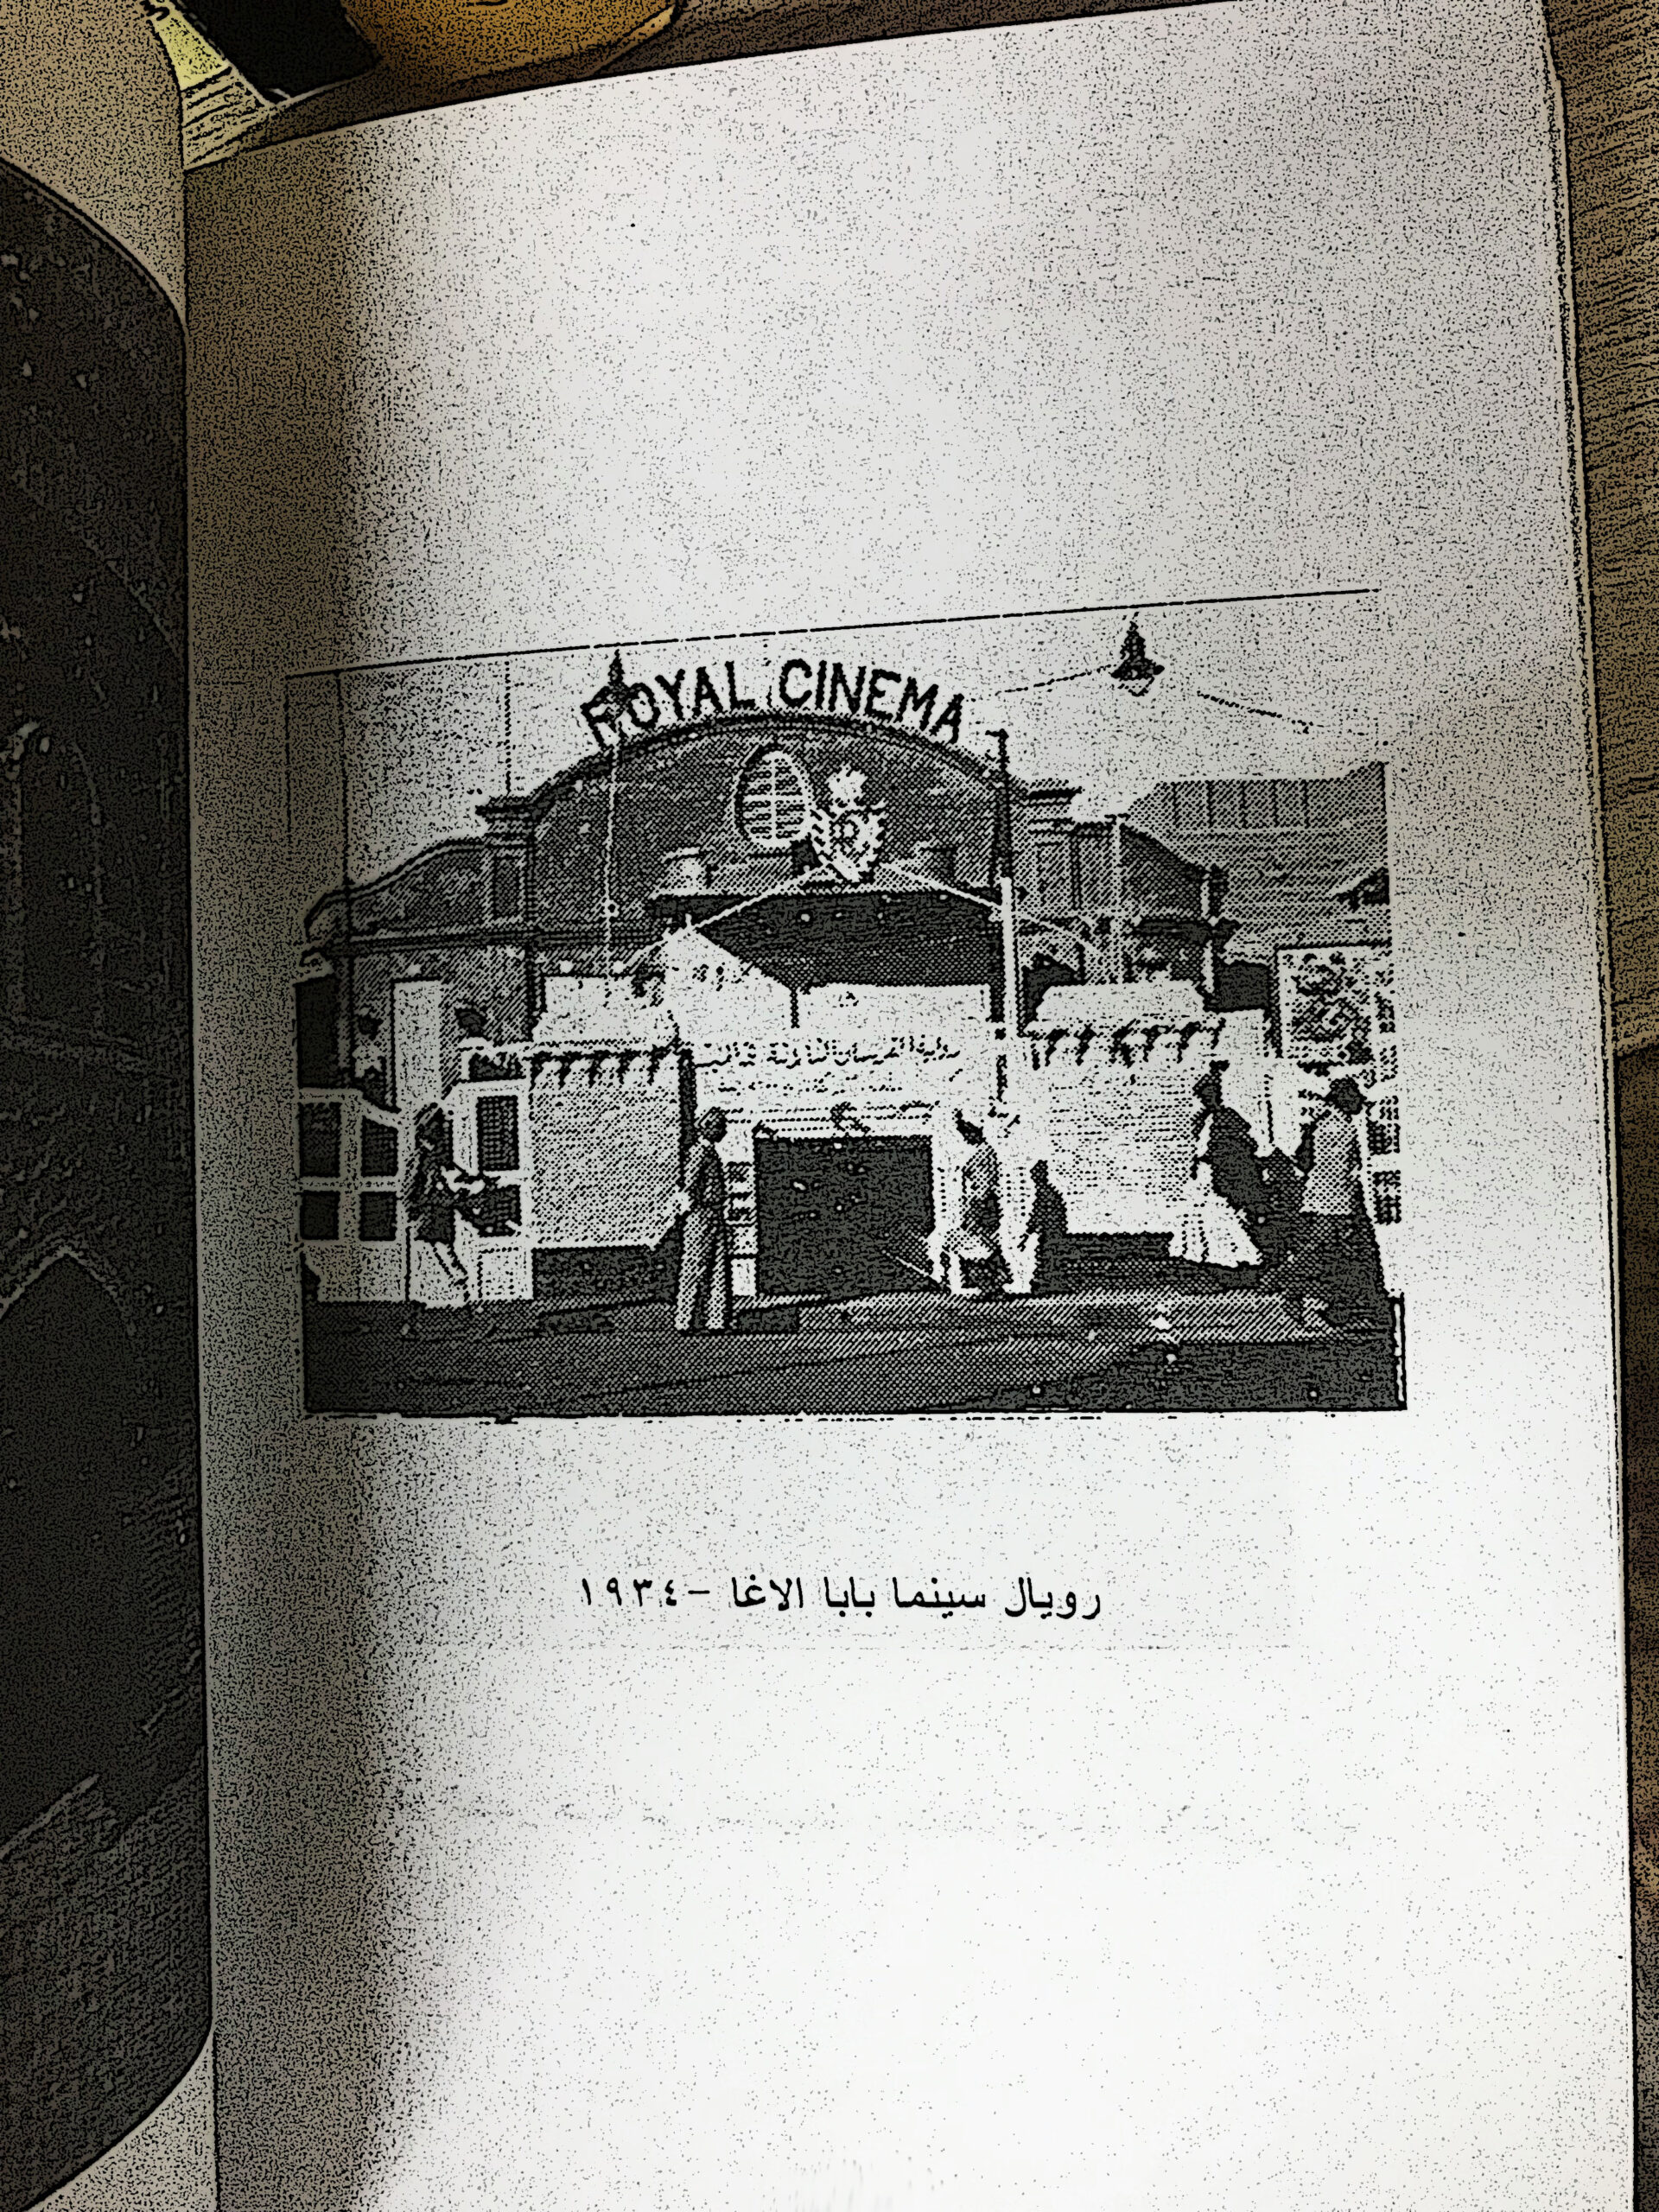 ROYAL CINEMA
رويال سينما بابا الاغا - ١٩٣٤